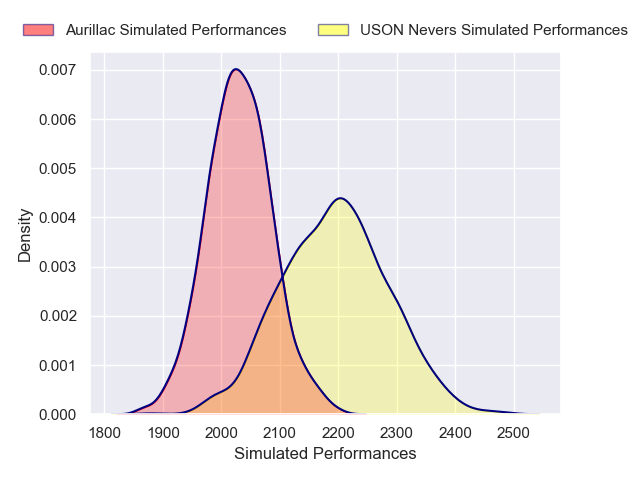 Aurillac Simulated Performances USON Nevers Simulated Performances
0.007
0.006
0.005
0.004
0.003
0.002
0.001
0.000
Density
1800 1900 2000 2100 2200 2300 2400 2500
Simulated Performances